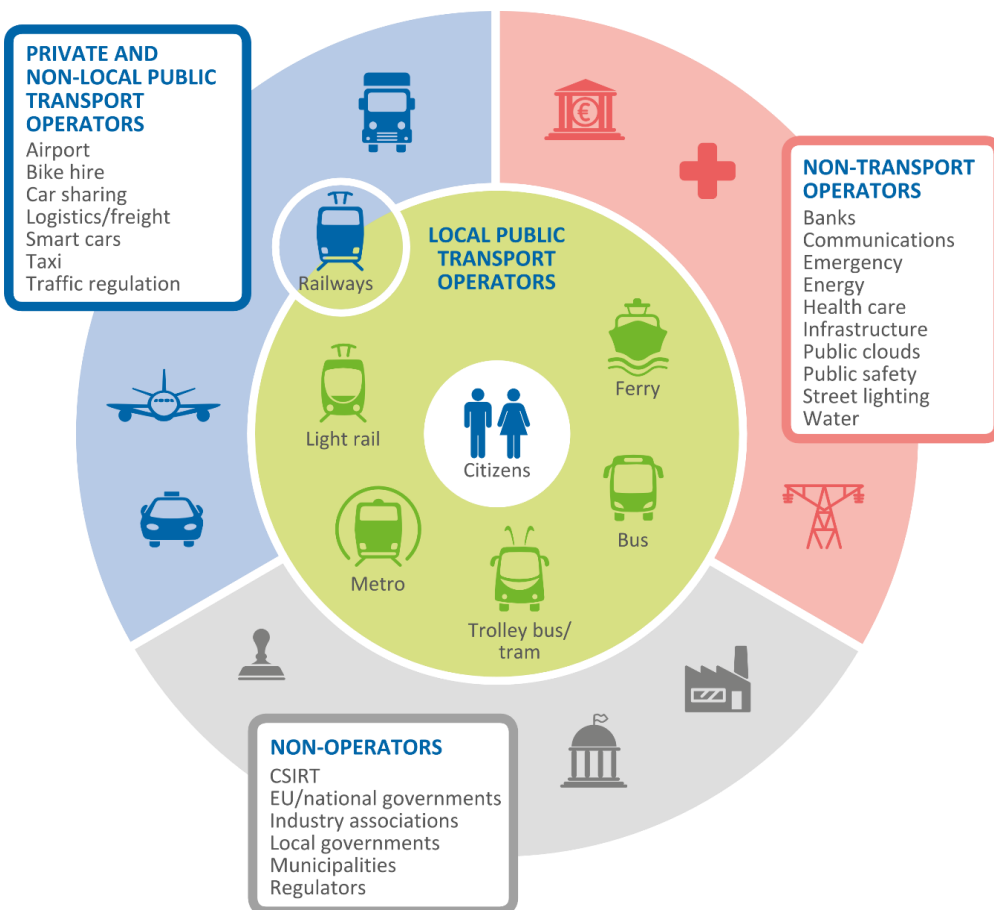 PRIVATE AND
NON-LOCAL PUBLIC
TRANSPORT
OPERATORS
Airport
Bike hire
Car sharing
Logistics/freight
Smart cars
Taxi
Traffic regulation
€
NON-TRANSPORT
OPERATORS
Banks
Communications
Emergency
Energy
Health care
Infrastructure
Public clouds
Public safety
Street lighting
Water
LOCAL PUBLIC
TRANSPORT
OPERATORS
Railways
Light rail
Ferry
Citizens
Metro
Bus
Trolley bus/
tram
NON-OPERATORS
CSIRT
EU/national governments
Industry associations
Local governments
Municipalities
Regulators